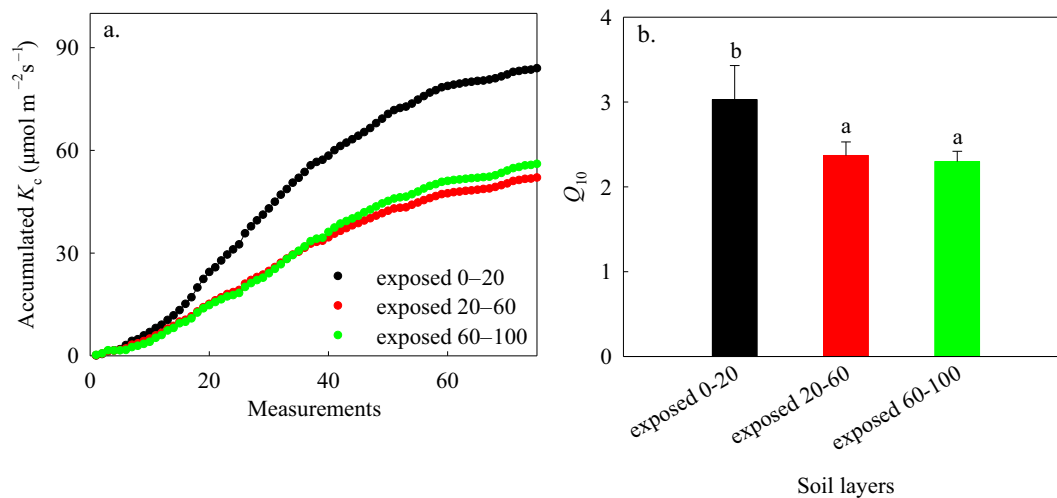 a.
Accumulated Kc (μmol m−2s−1)
90
60
30
0
0
20
40
60
Measurements
exposed 0–20
exposed 20–60
exposed 60–100
b.
Q10
4
3
2
1
0
b
a
a
exposed 0-20
exposed 20-60
exposed 60-100
Soil layers